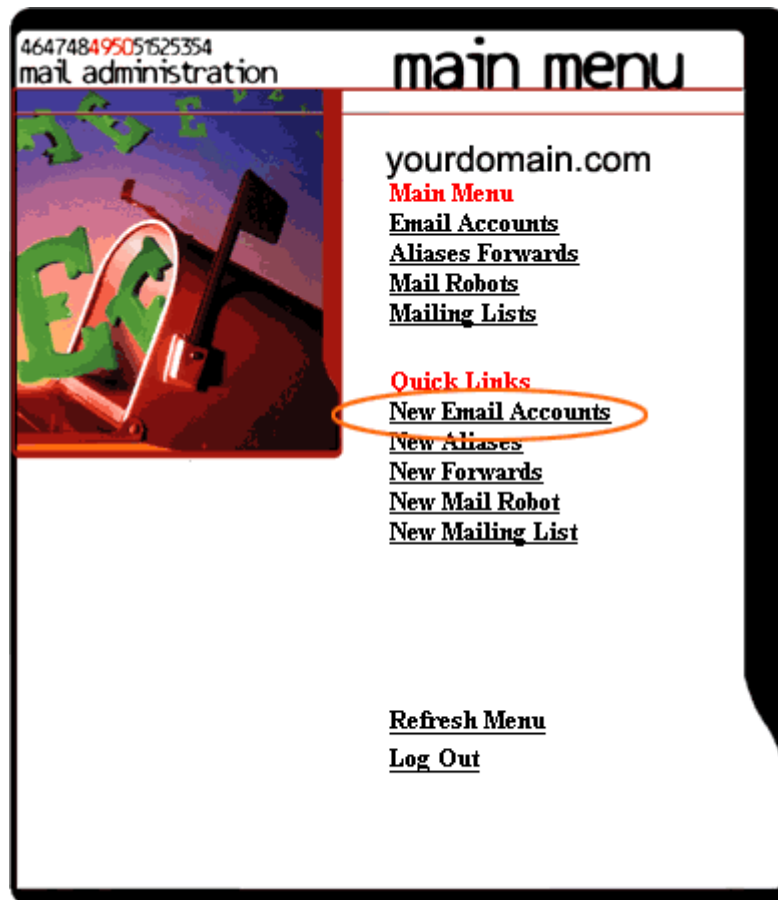 464748495051525354
mail administration
main menu
yourdomain.com
Main Menu
Email Accounts
Aliases Forwards
Mail Robots
Mailing Lists
Quick Links
New Email Accounts
New Aliases
New Forwards
New Mail Robot
New Mailing List
Refresh Menu
Log Out